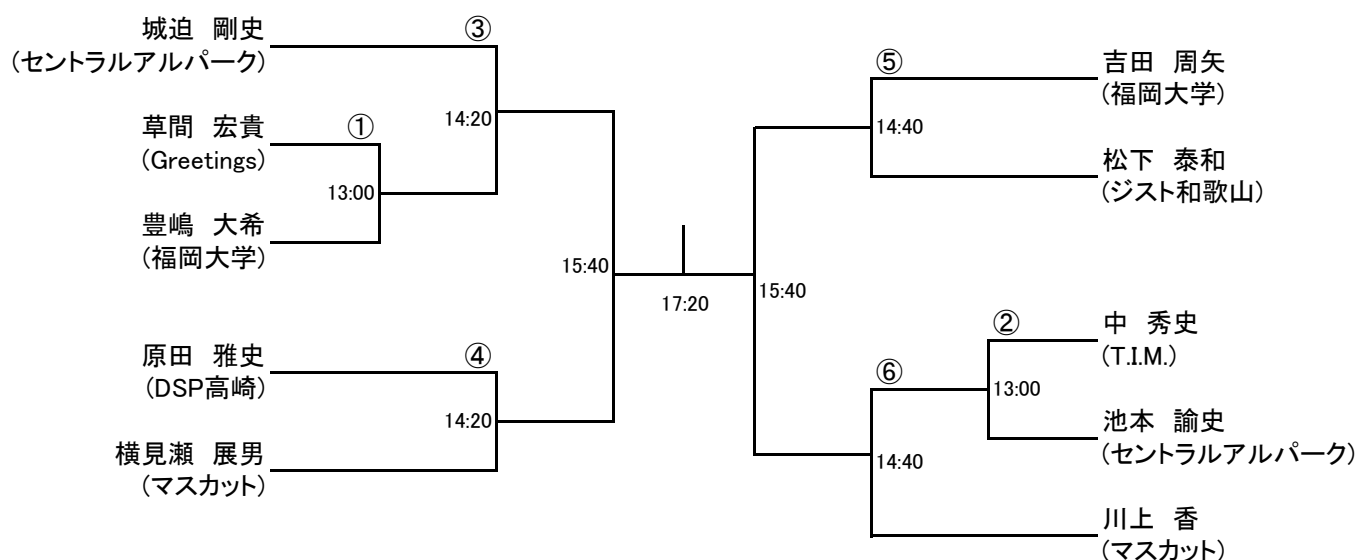 城迫 剛史
(セントラルアルパーク)
③
草間 宏貴
(Greetings)
①
14:20
13:00
豊嶋 大希
(福岡大学)
15:40
原田 雅史
(DSP高崎)
④
14:20
横見瀬 展男
(マスカット)
17:20
⑤
吉田 周矢
(福岡大学)
14:40
松下 泰和
(ジスト和歌山)
15:40
②
中 秀史
(T.I.M.)
⑥
13:00
池本 諭史
(セントラルアルパーク)
14:40
川上 香
(マスカット)